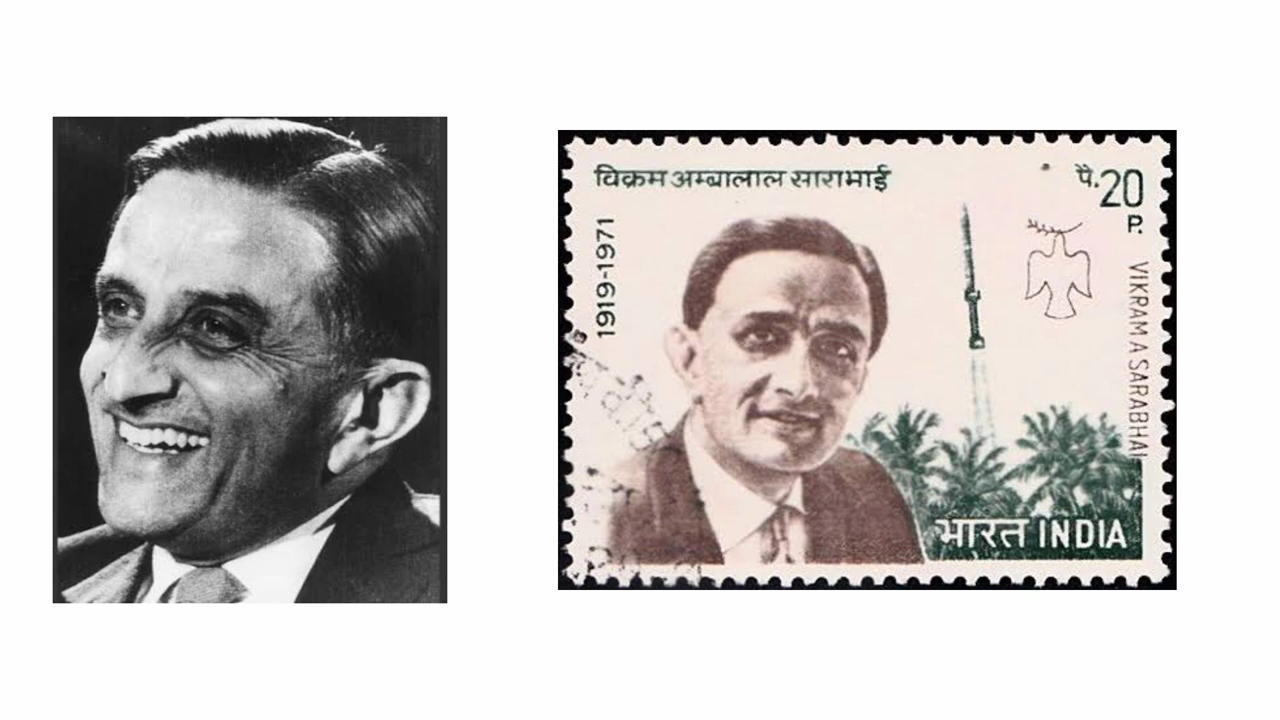 विक्रम अम्बालाल साराभाई
पै. 20
P.
1919-1971
VIKRAM A SARABHAI
भारत INDIA